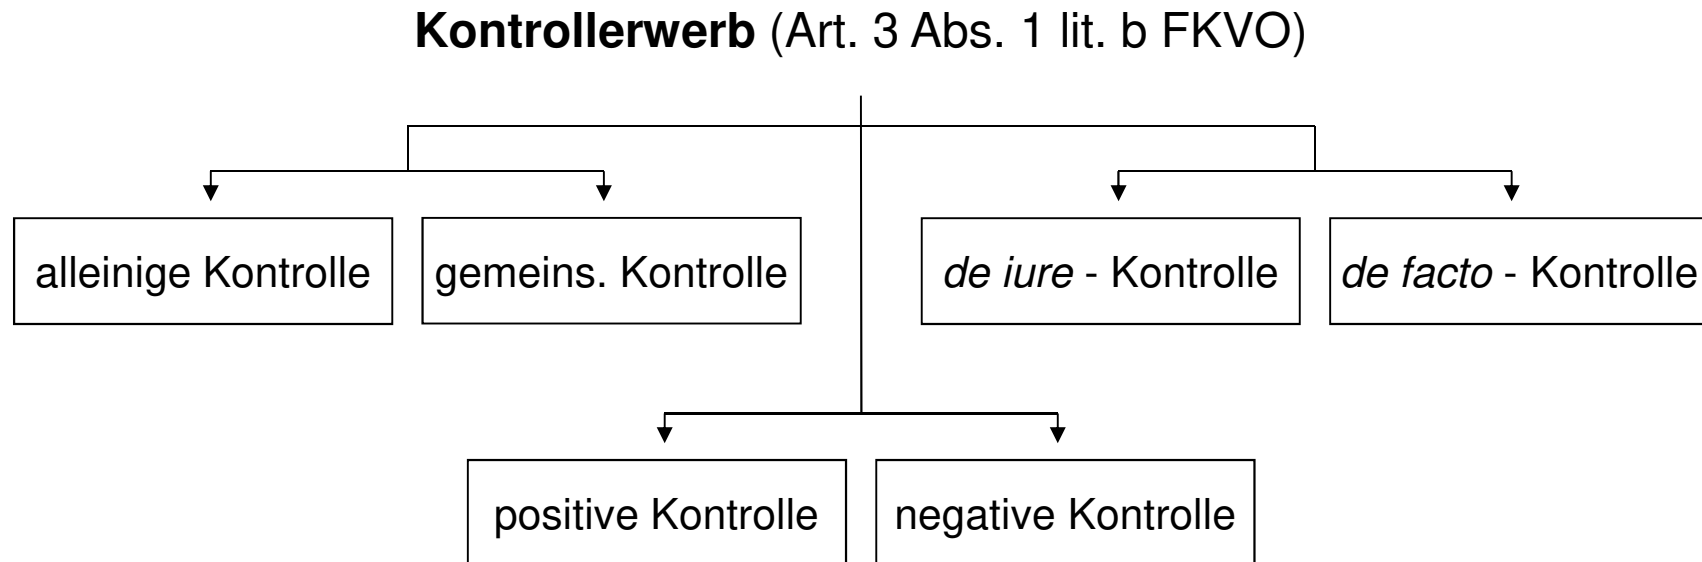 Kontrollerwerb (Art. 3 Abs. 1 lit. b FKVO)
alleinige Kontrolle
gemeins. Kontrolle
de iure - Kontrolle
de facto - Kontrolle
positive Kontrolle
negative Kontrolle